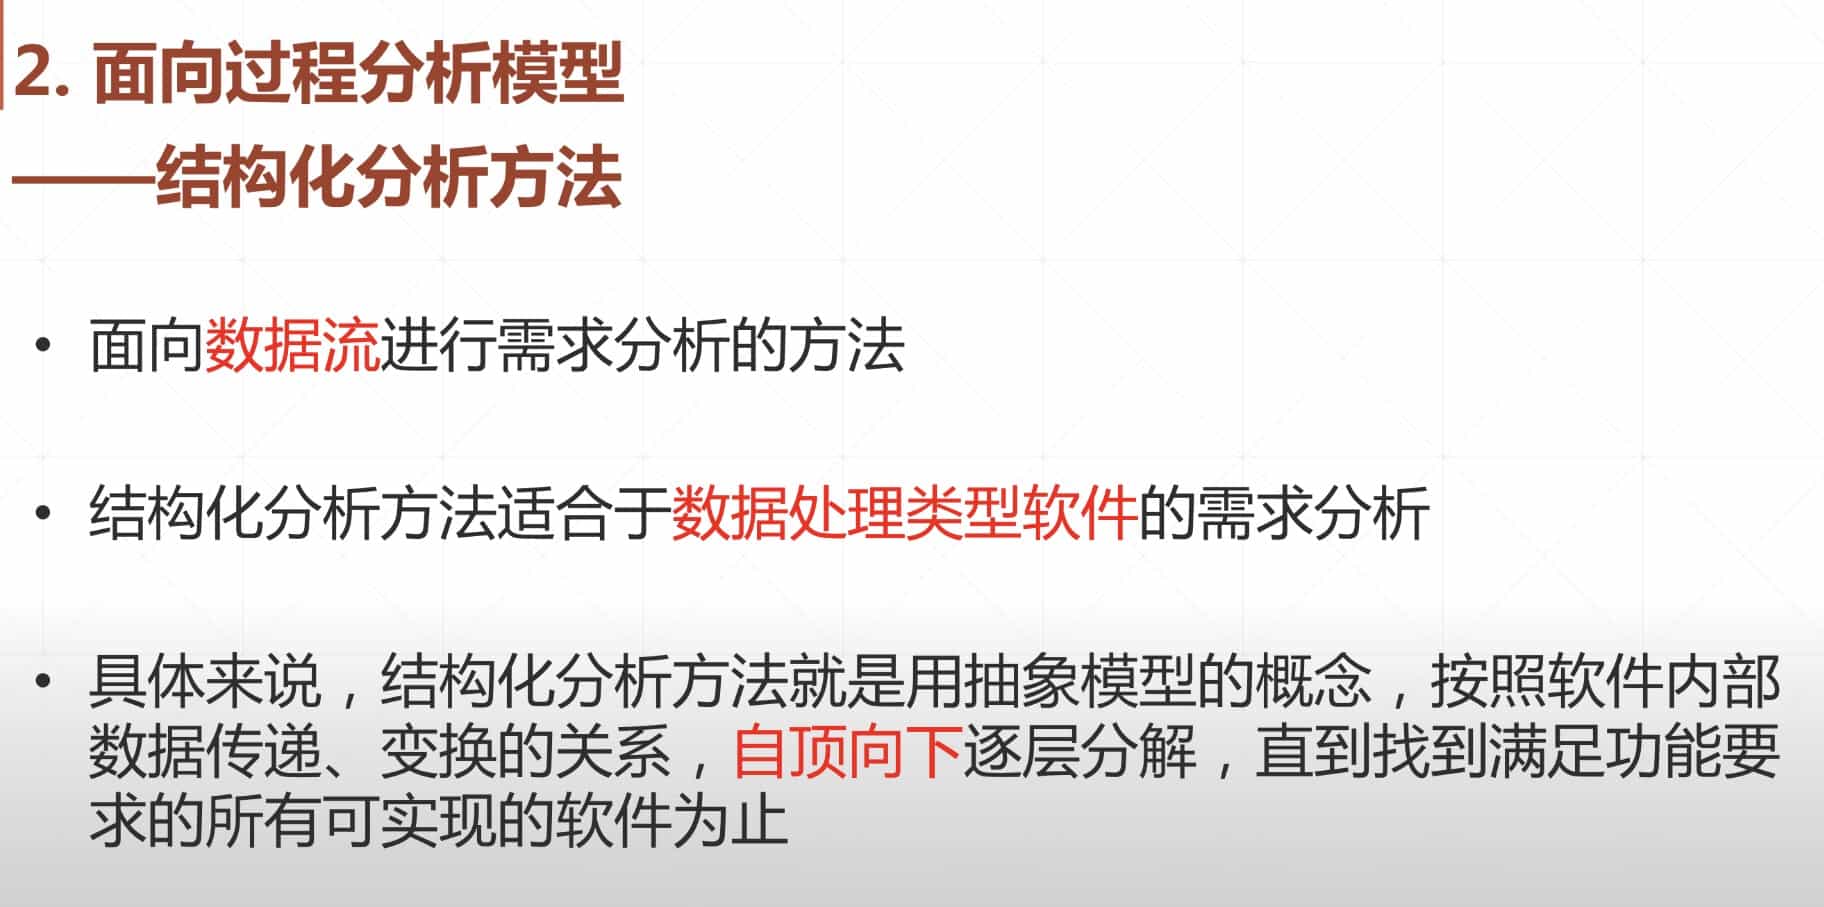 2. 面向过程分析模型
——结构化分析方法
• 面向数据流进行需求分析的方法
• 结构化分析方法适合于数据处理类型软件的需求分析
• 具体来说，结构化分析方法就是用抽象模型的概念，按照软件内部
数据传递、变换的关系，自顶向下逐层分解，直到找到满足功能要
求的所有可实现的软件为止